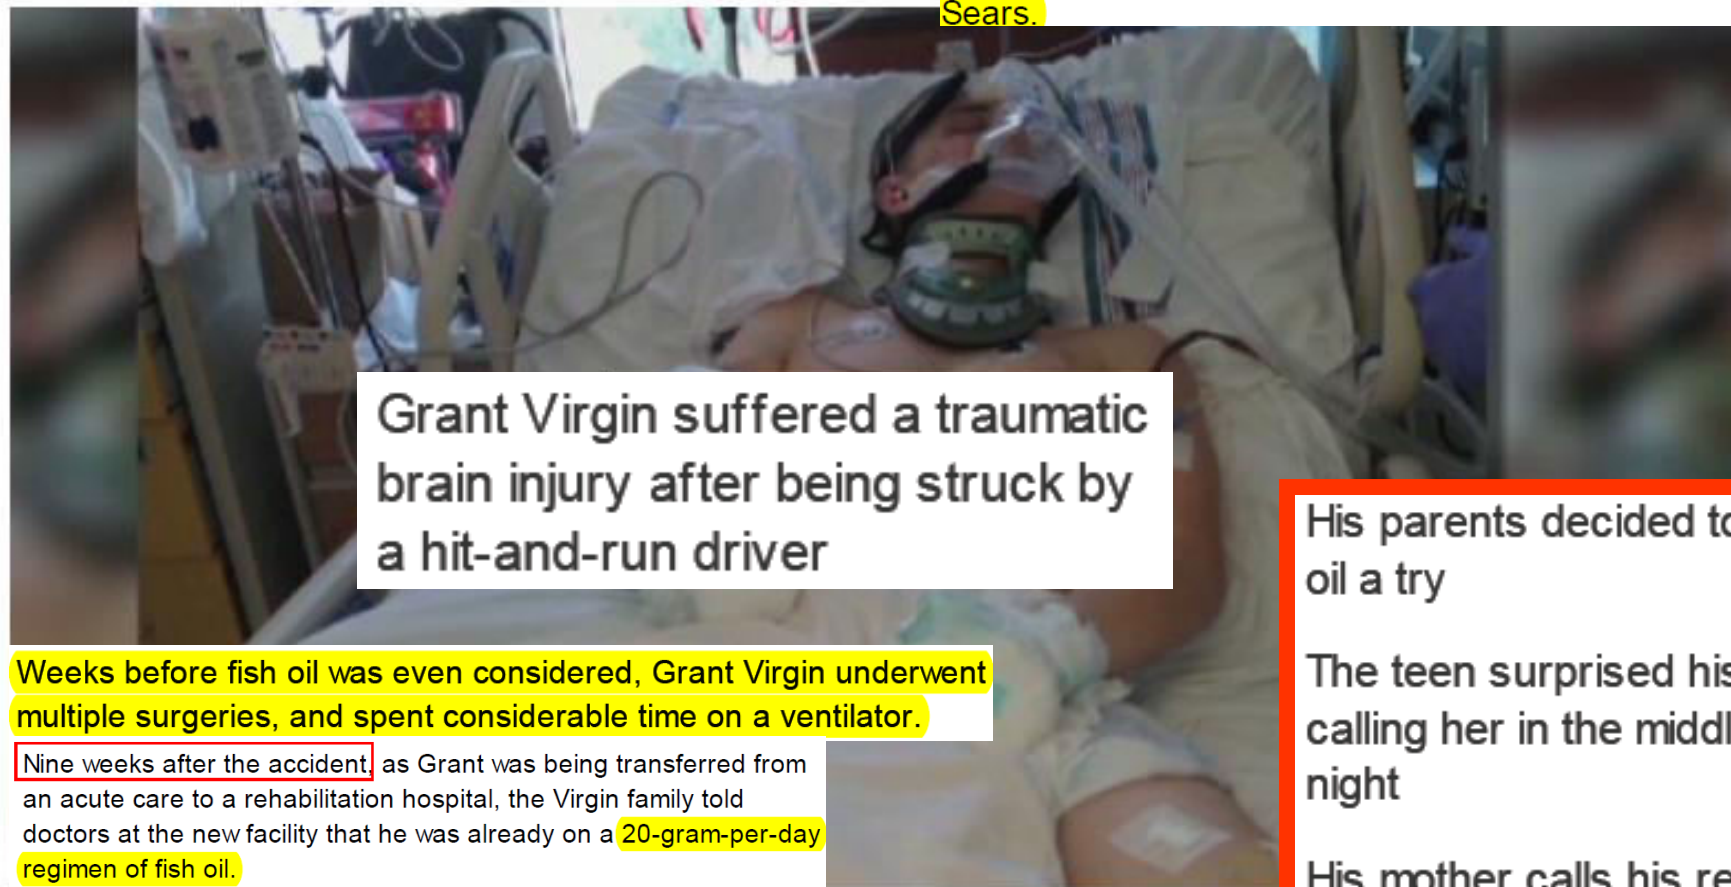 Sears.
Grant Virgin suffered a traumatic
brain injury after being struck by
a hit-and-run driver
Weeks before fish oil was even considered, Grant Virgin underwent
multiple surgeries, and spent considerable time on a ventilator.
Nine weeks after the accident, as Grant was being transferred from
an acute care to a rehabilitation hospital, the Virgin family told
doctors at the new facility that he was already on a 20-gram-per-day
regimen of fish oil.
His parents decided
oil a try
The teen surprised
calling her in the
night
His mother calls his